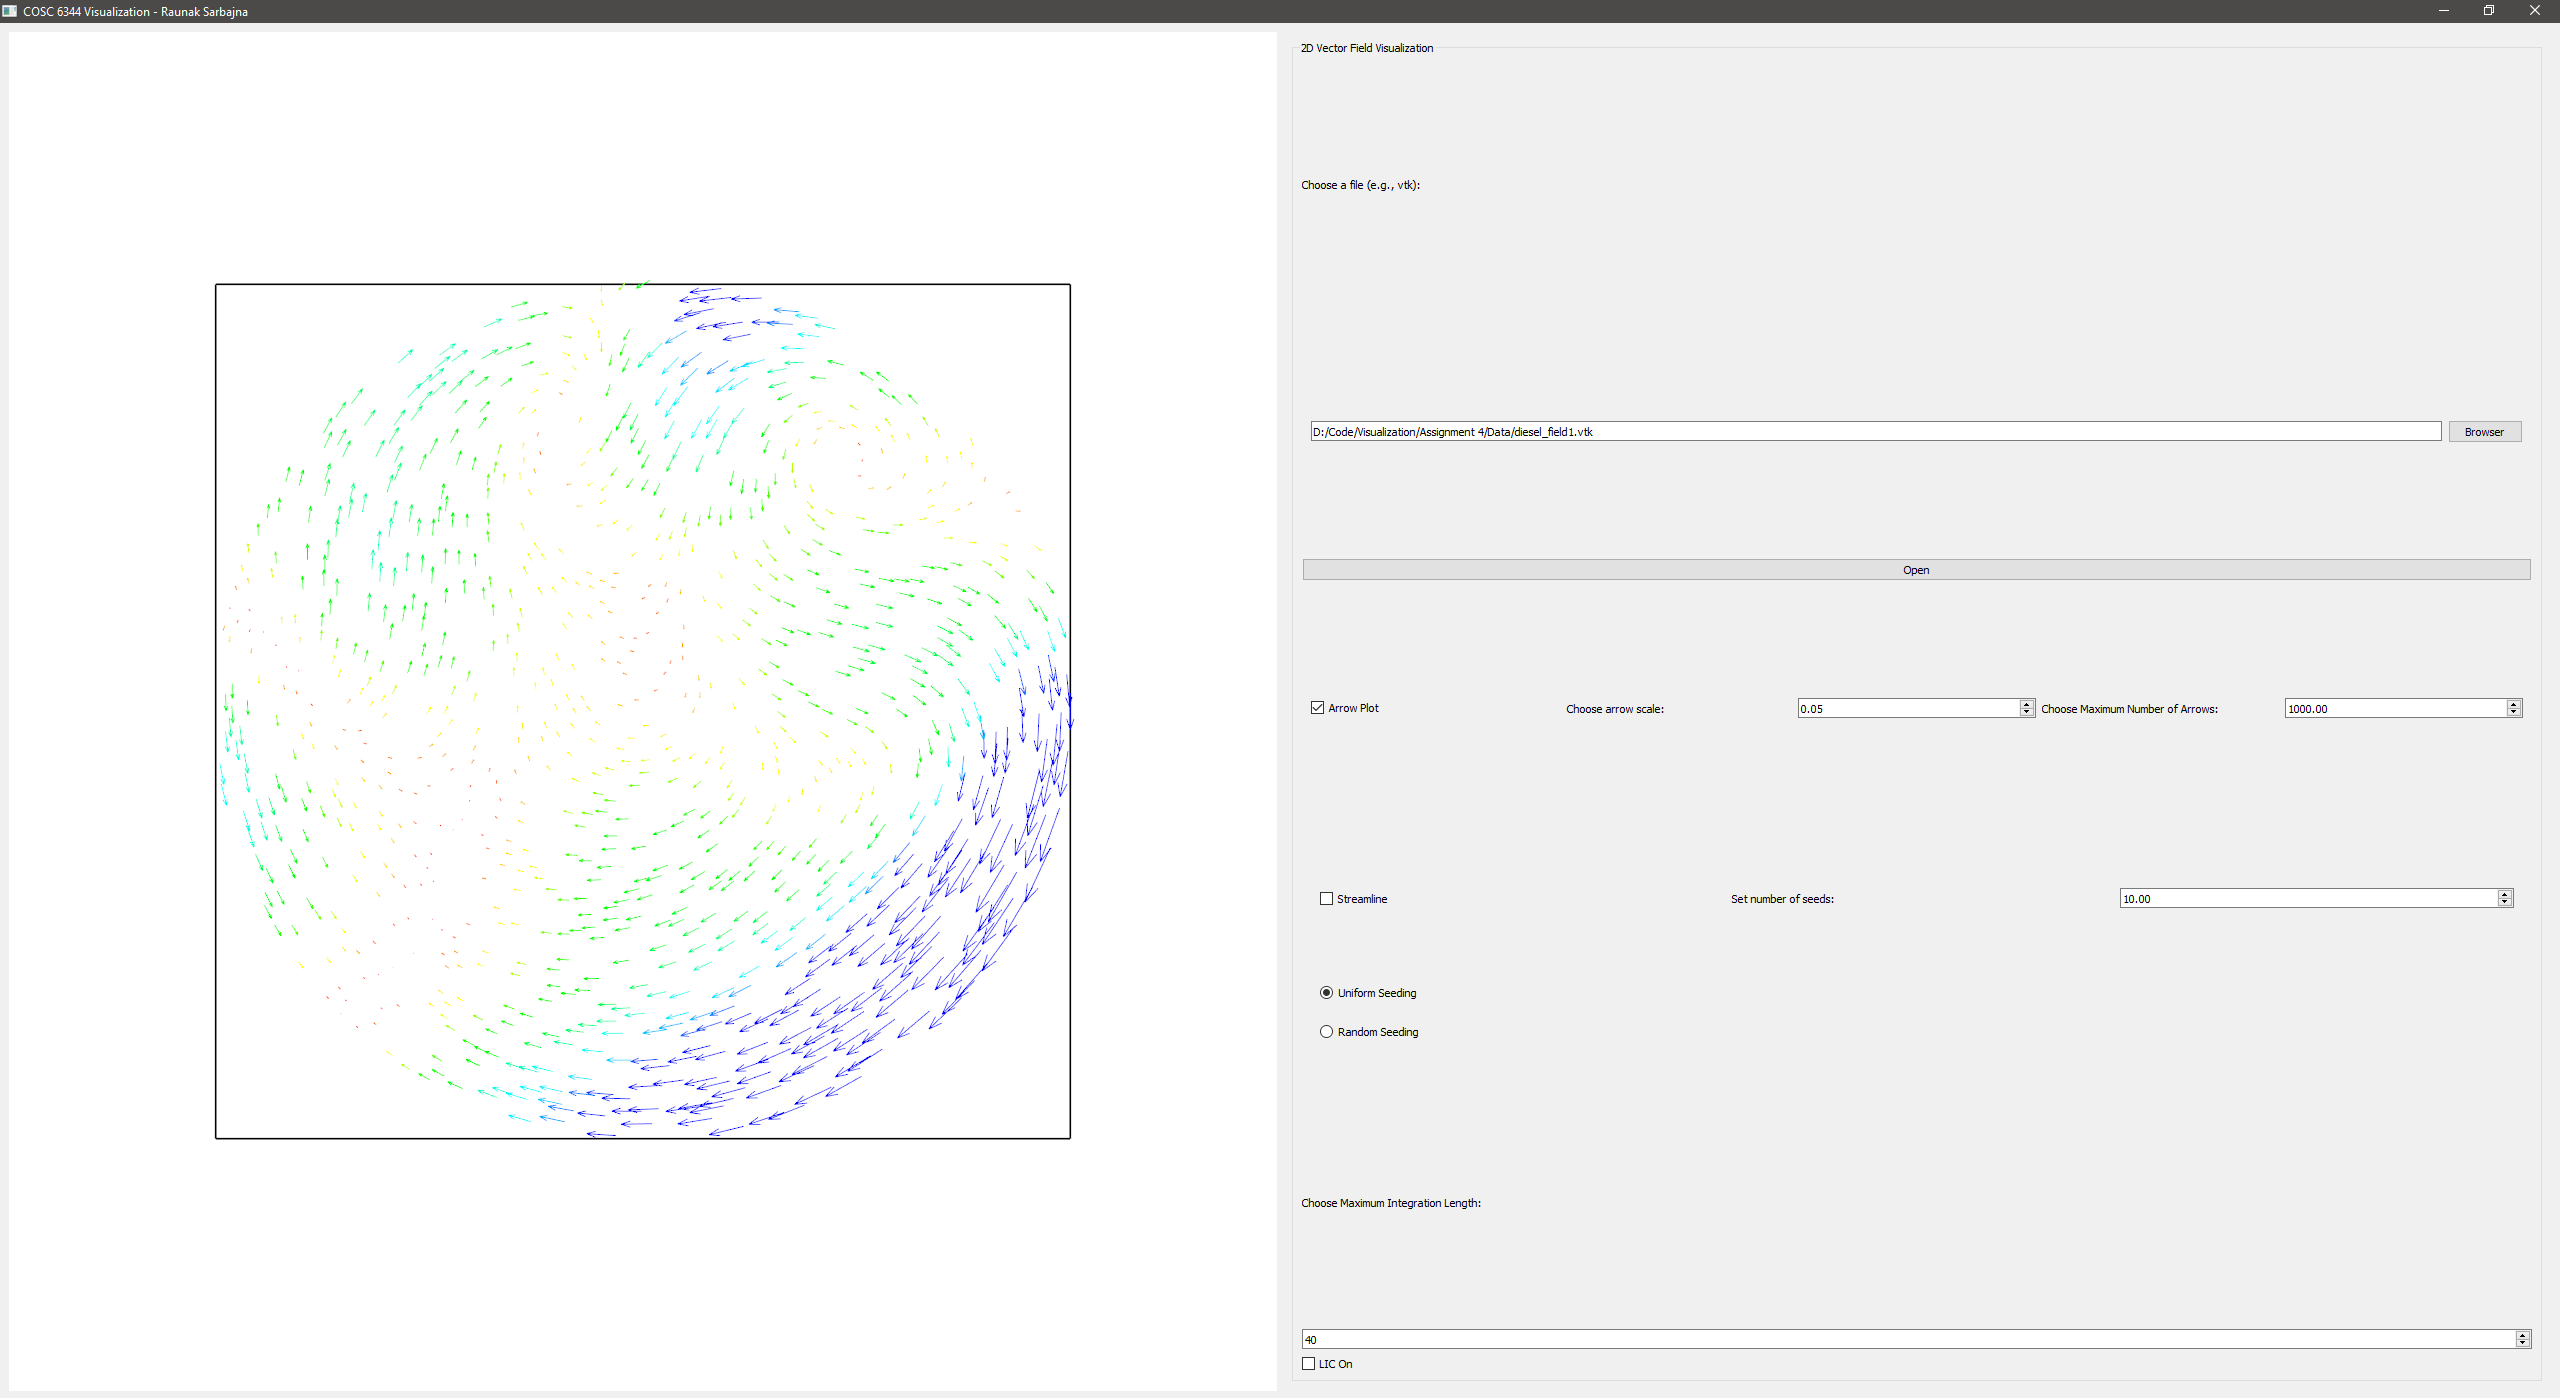 COSC 6344 Visualization - Raunak Sarbajna
2D Vector Field Visualization
Choose a file (e.g., vtk):
D:/Code/Visualization/Assignment 4/Data/diesel_field1.vtk
Browser
Open
Arrow Plot
Choose arrow scale:
0.05
Choose Maximum Number of Arrows:
1000.00
Streamline
Set number of seeds:
10.00
Uniform Seeding
Random Seeding
Choose Maximum Integration Length:
40
LIC On